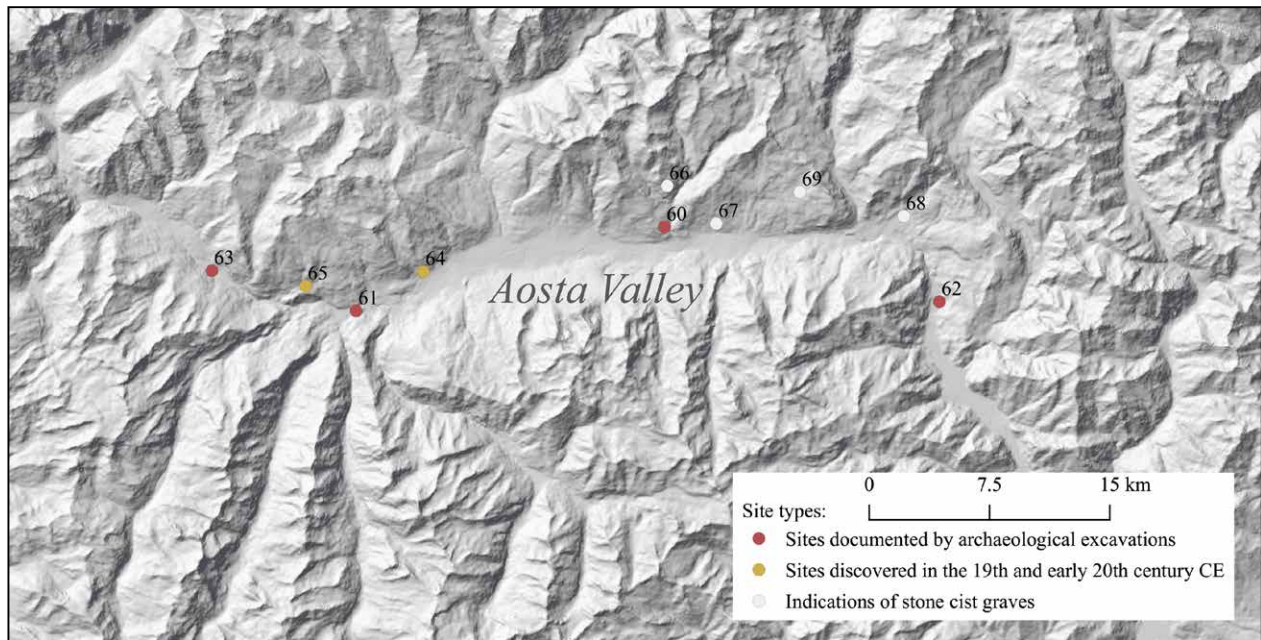 66
69
60
67
68
63
65
64
61
62
Aosta Valley
0 7.5 15 km
Site types:
Sites documented by archaeological excavations
Sites discovered in the 19th and early 20th century CE
Indications of stone cist graves